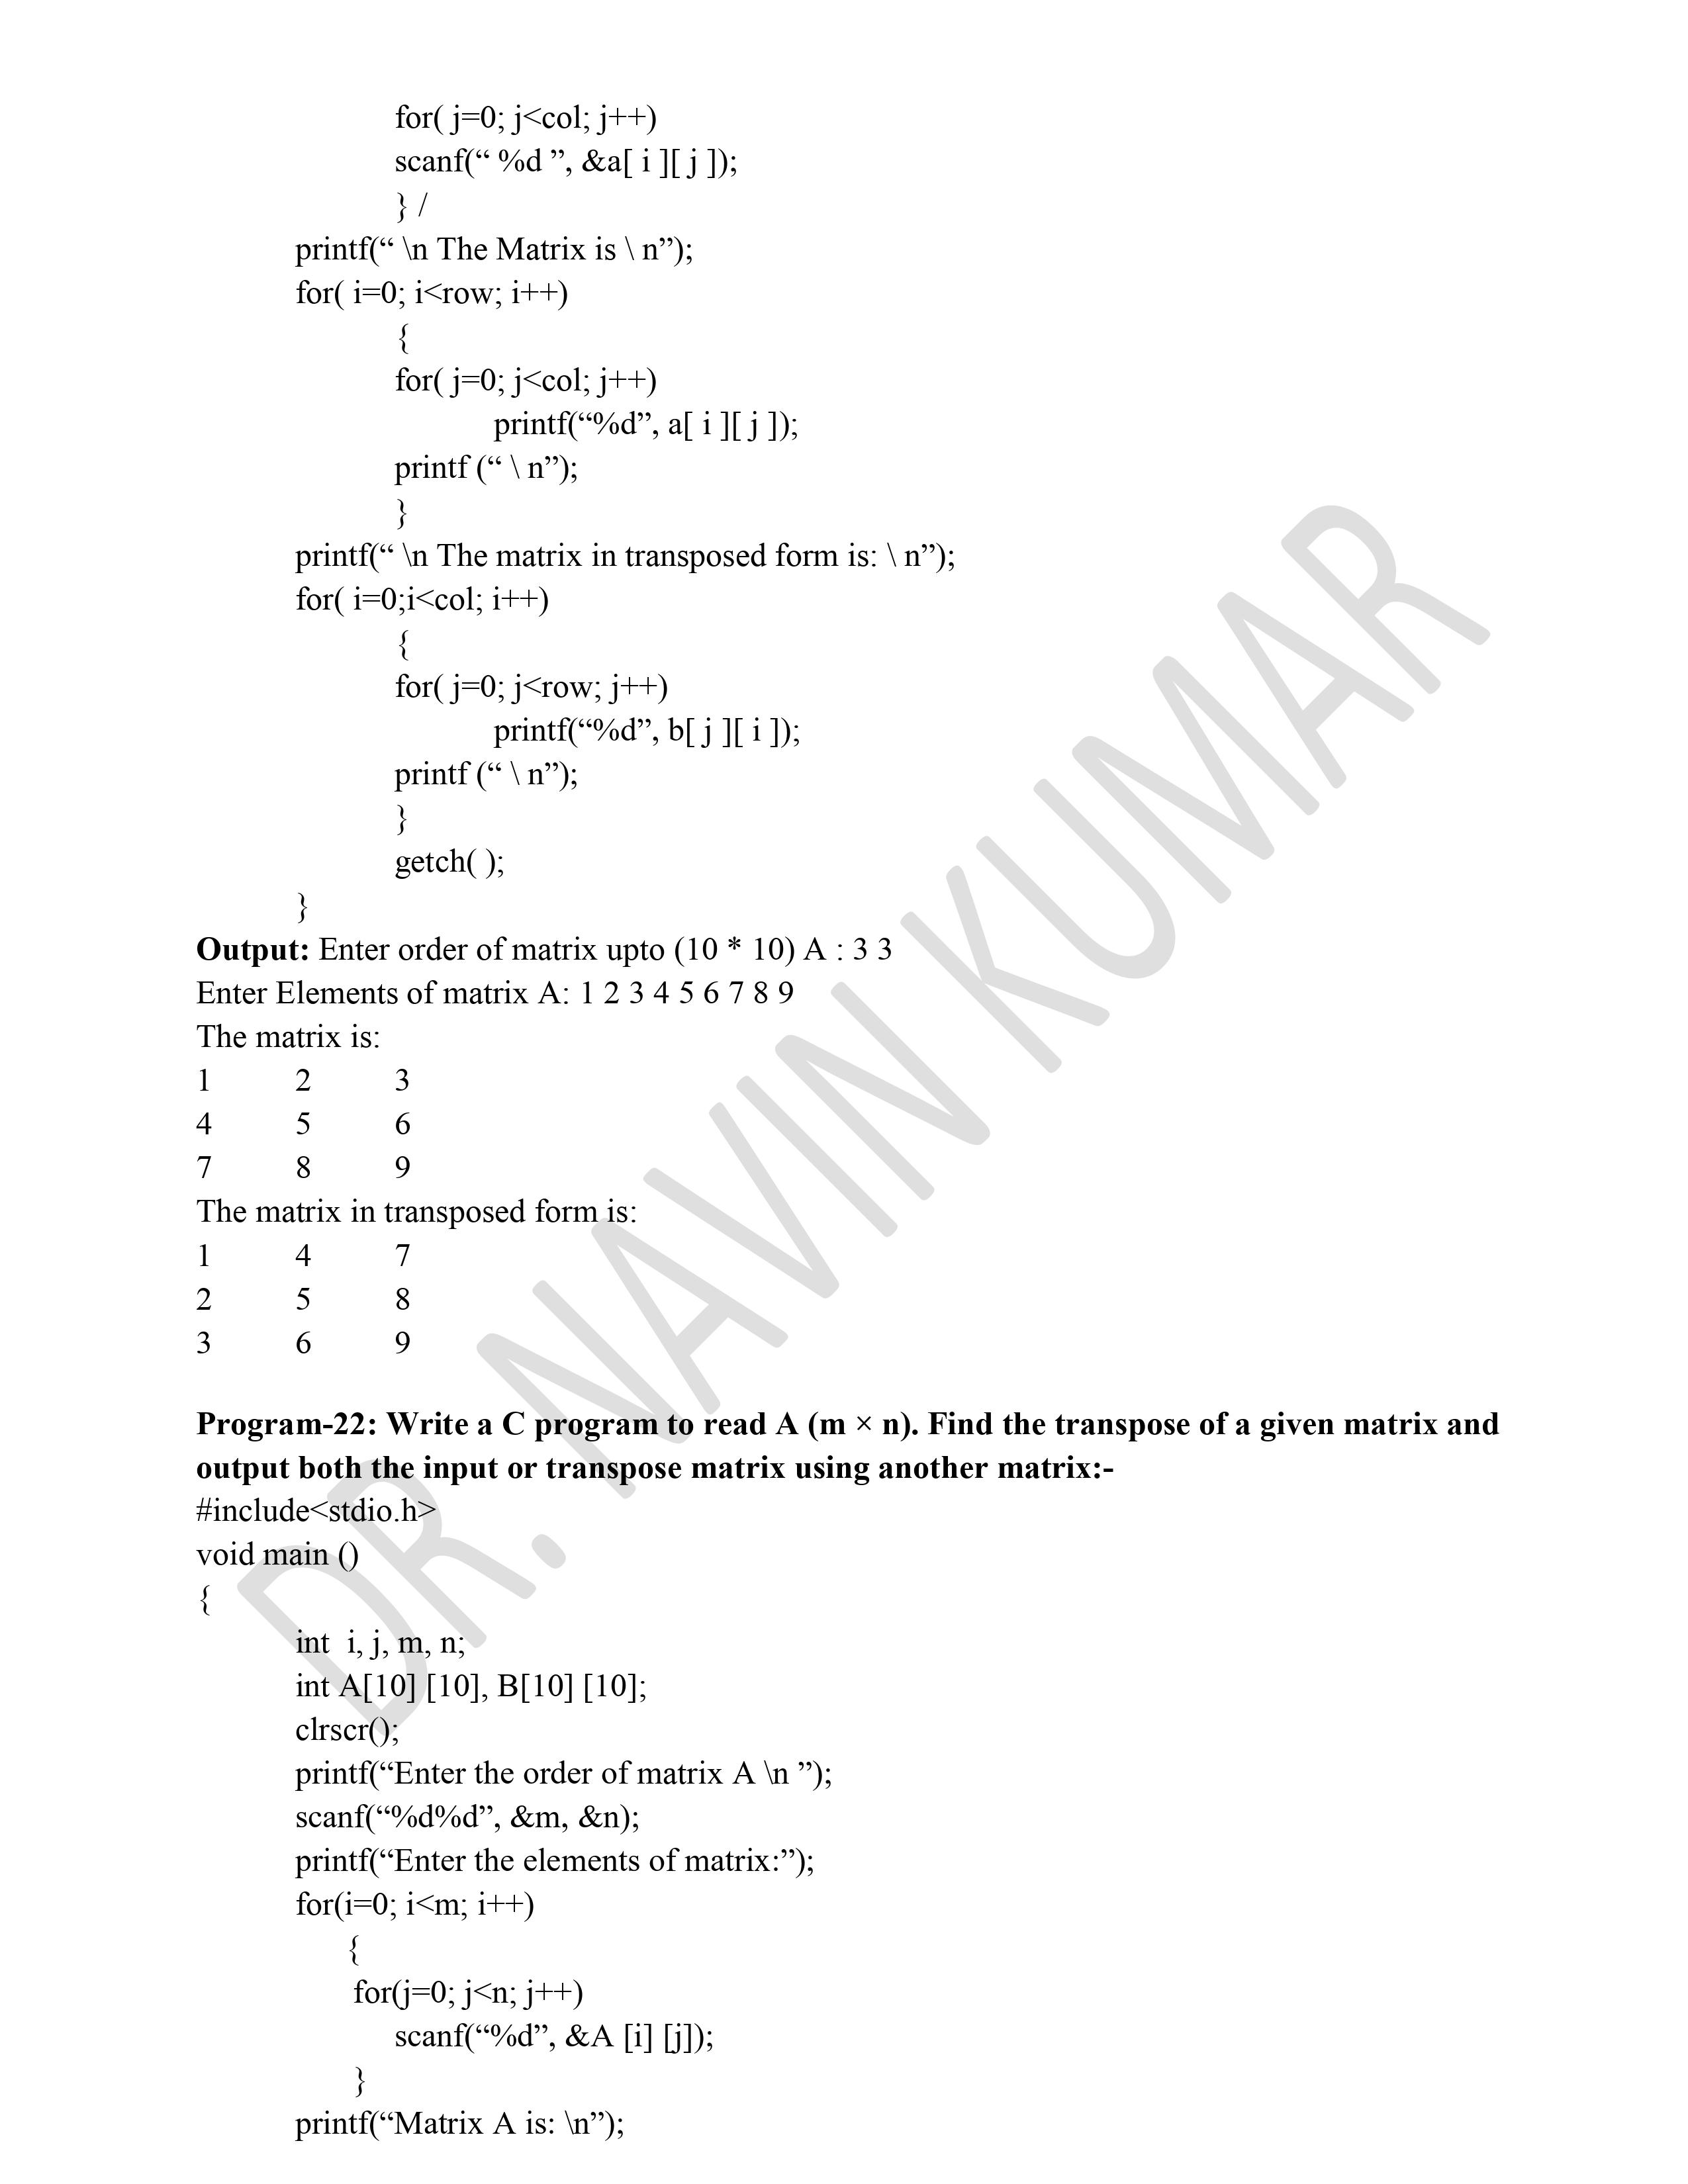 for( j=0; j<col; j++)
scanf(“ %d ”, &a[ i ][ j ]);
} /
printf(“ \n The Matrix is \ n”);
for( i=0; i<row; i++)
{
for( j=0; j<col; j++)
printf(“%d”, a[ i ][ j ]);
printf (“ \ n”);
}
printf(“ \n The matrix in transposed form is: \ n”);
for( i=0;i<col; i++)
{
for( j=0; j<row; j++)
printf(“%d”, b[ j ][ i ]);
printf (“ \ n”);
}
getch( );
}
Output: Enter order of matrix upto (10 * 10) A : 3 3
Enter Elements of matrix A: 1 2 3 4 5 6 7 8 9
The matrix is:
1 2 3
4 5 6
7 8 9
The matrix in transposed form is:
1 4 7
2 5 8
3 6 9
Program-22: Write a C program to read A (m × n). Find the transpose of a given matrix and
output both the input or transpose matrix using another matrix:-
#include<stdio.h>
void main ()
{
int i, j, m, n;
int A[10] [10], B[10] [10];
clrscr();
printf(“Enter the order of matrix A \n ”);
scanf(“%d%d”, &m, &n);
printf(“Enter the elements of matrix:”);
for(i=0; i<m; i++)
{
for(j=0; j<n; j++)
scanf(“%d”, &A [i] [j]);
}
printf(“Matrix A is: \n”);
DR. NAVIN KUMAR